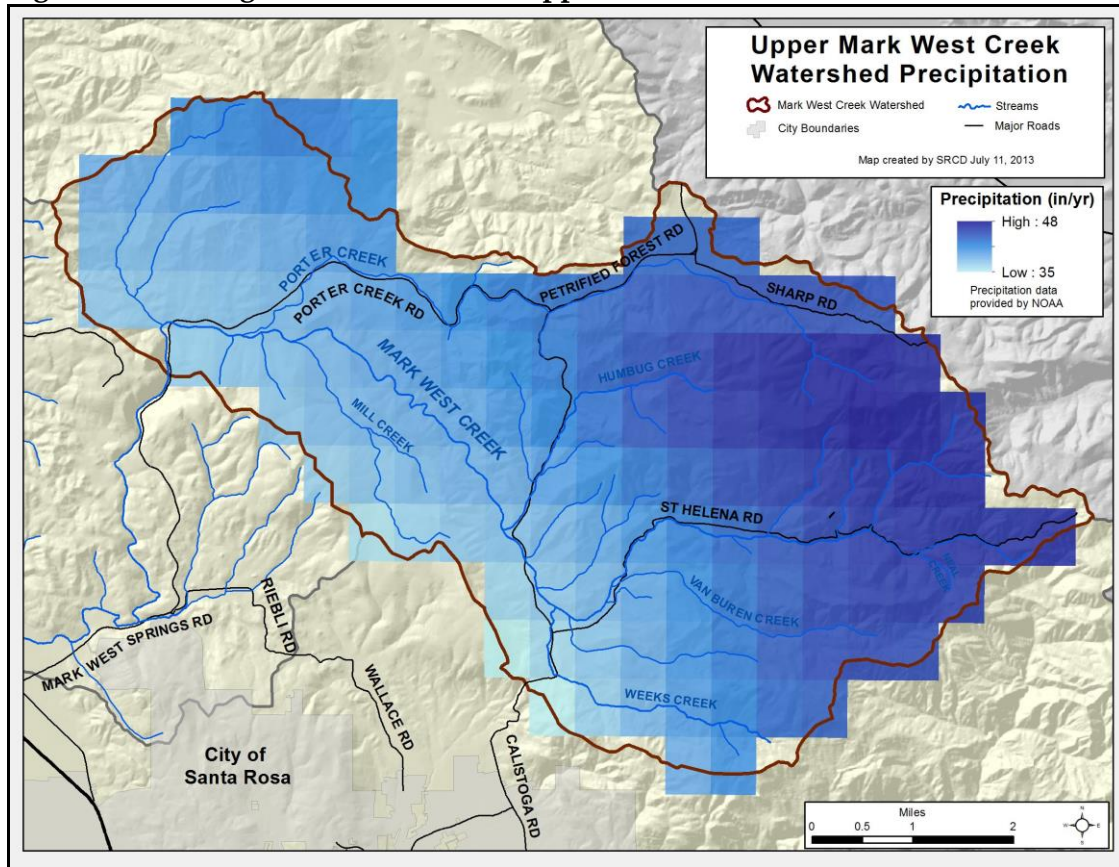 Upper Mark West Creek
Watershed Precipitation
Mark West Creek Watershed
Streams
City Boundaries
Major Roads
Map created by SRCD July 11, 2013
Precipitation (in/yr)
High : 48
Low : 35
Precipitation data
provided by NOAA
PORTER CREEK
PORTER CREEK RD
PETRIFIED FOREST RD
SHARP RD
MARK WEST CREEK
HUMBUG CREEK
MILL CREEK
ST HELENA RD
NEAL CREEK
VAN BUREN CREEK
RIEBLI RD
MARK WEST SPRINGS RD
WALLACE RD
WEEKS CREEK
CALISTOGA RD
City of
Santa Rosa
Miles
0 0.5 1 2
N
W E
S